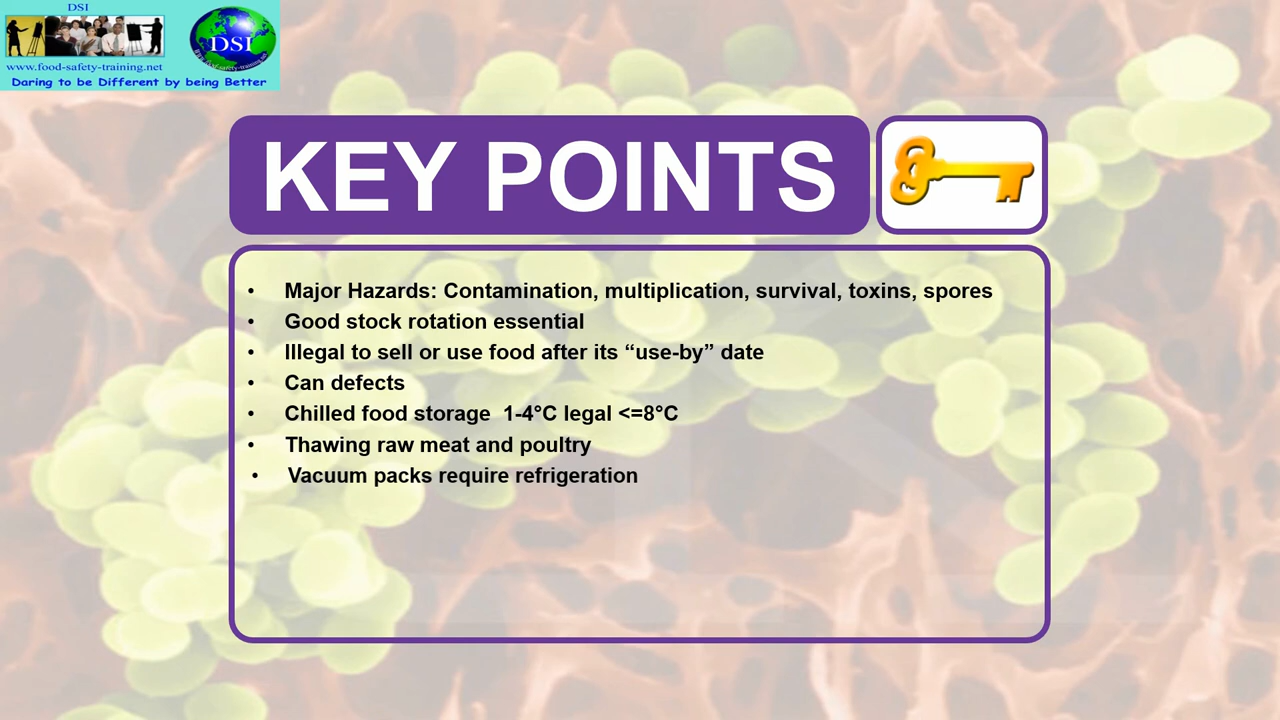 DSI
DSI
www.food-safety-training.net
Daring to be Different by being Better
KEY POINTS
• Major Hazards: Contamination, multiplication, survival, toxins, spores
• Good stock rotation essential
• Illegal to sell or use food after its “use-by” date
• Can defects
• Chilled food storage  1-4°C legal <=8°C
• Thawing raw meat and poultry
• Vacuum packs require refrigeration